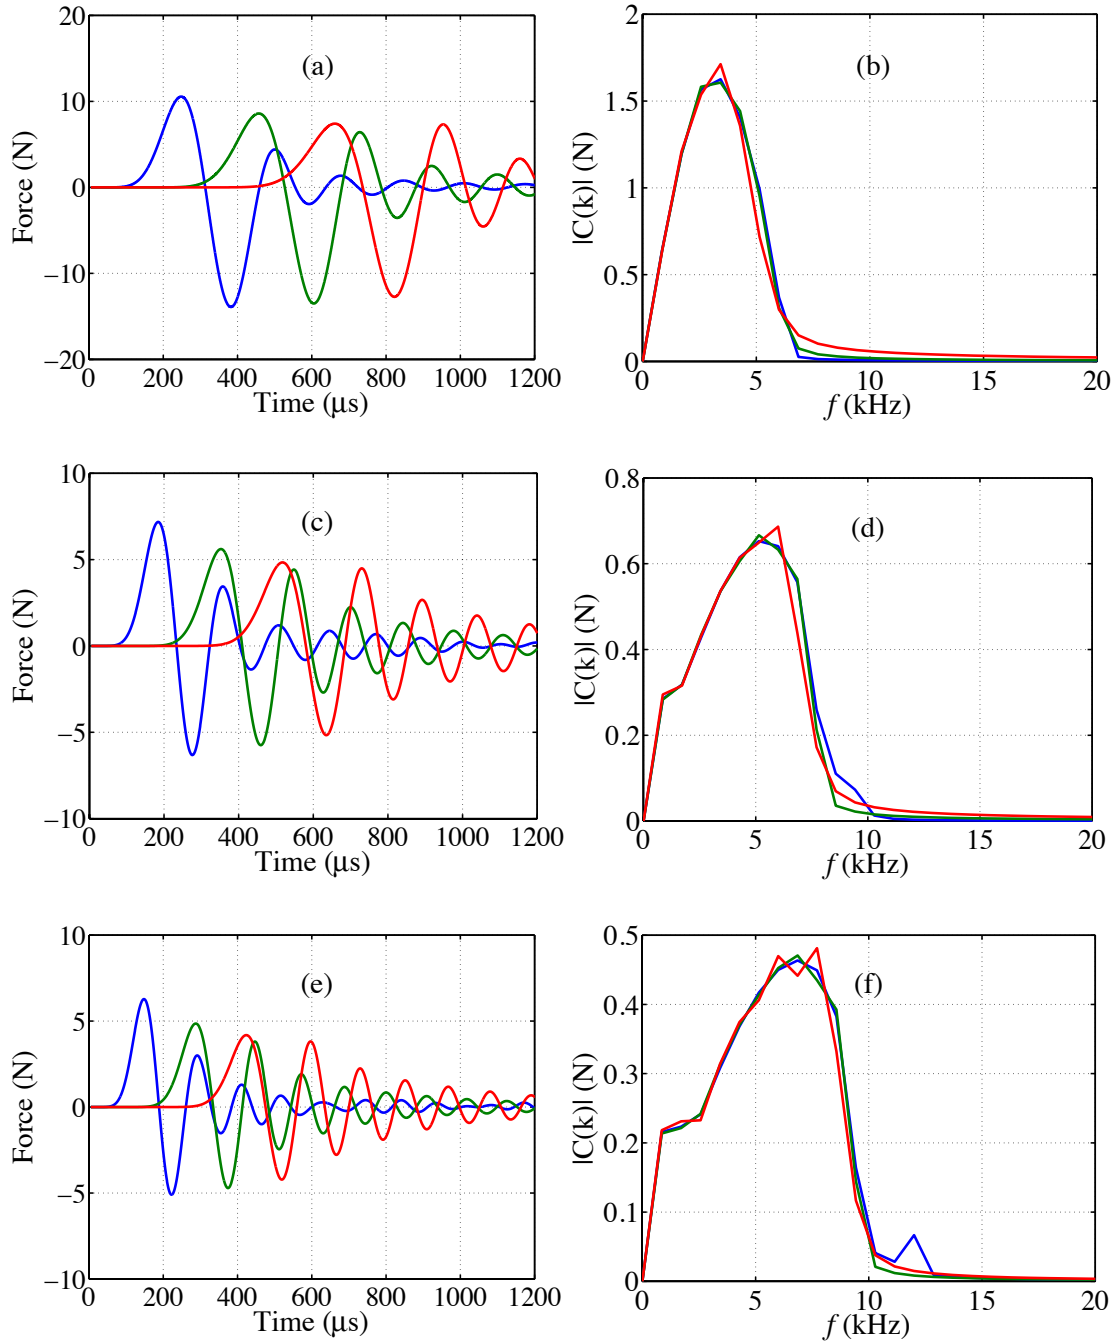 (a)
Force (N)
20
10
0
−10
−20
0 200 400 600 800 1000 1200
Time (μs)
(b)
|C(k)| (N)
2
1.5
1
0.5
0
0 5 10 15 20
f (kHz)
(c)
Force (N)
10
5
0
−5
−10
0 200 400 600 800 1000 1200
Time (μs)
(d)
|C(k)| (N)
0.8
0.6
0.4
0.2
0
0 5 10 15 20
f (kHz)
(e)
Force (N)
10
5
0
−5
−10
0 200 400 600 800 1000 1200
Time (μs)
(f)
|C(k)| (N)
0.5
0.4
0.3
0.2
0.1
0
0 5 10 15 20
f (kHz)